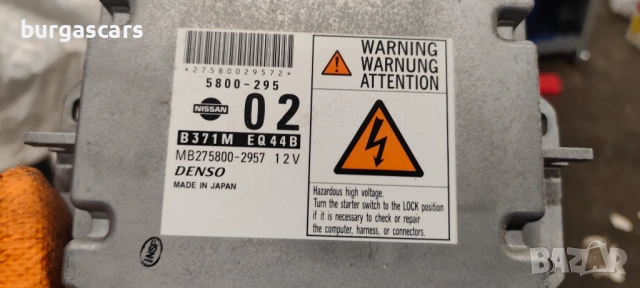 burgascars
*27580029572*
5800-295
NISSAN
02
B371M EQ44B
MB275800-2957 12V
DENSO
MADE IN JAPAN
WARNING
WARNUNG
ATTENTION
Hazardous high voltage.
Turn the starter switch to the LOCK position
if it is necessary to check or repair
the computer, harness, or connectors.
BAZAR